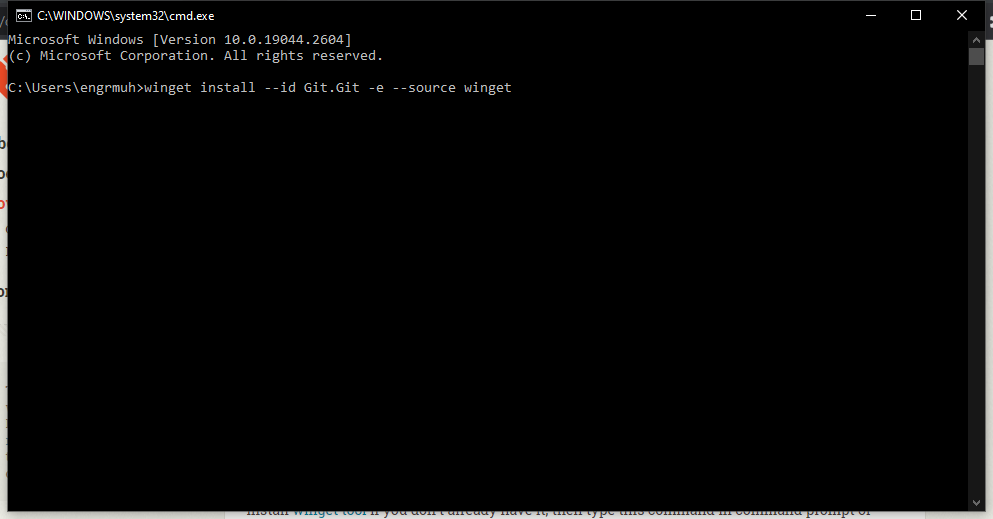 C:\WINDOWS\system32\cmd.exe
Microsoft Windows [Version 10.0.19044.2604]
(c) Microsoft Corporation. All rights reserved.
C:\Users\engrmuh>winget install --id Git.Git -e --source winget
install winget tool if you don't already have it, then type this command in command prompt or